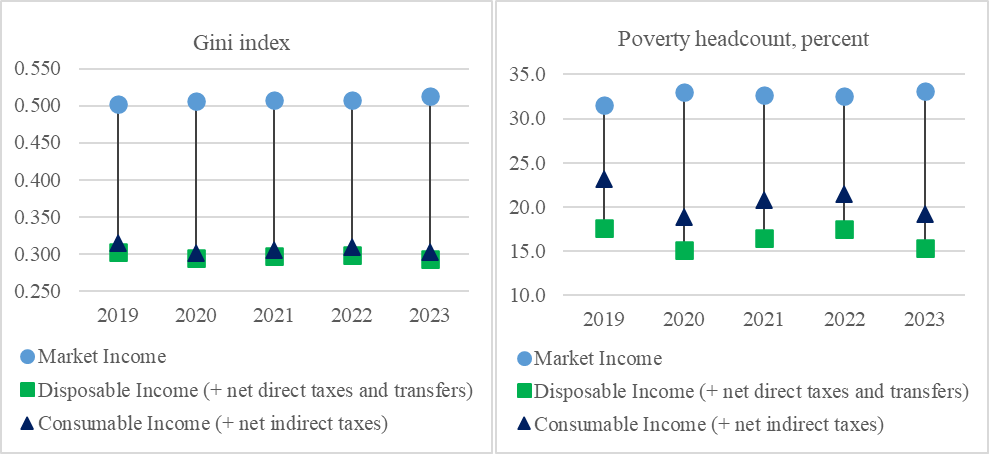 Gini index
0.550
0.500
0.450
0.400
0.350
0.300
0.250
2019 2020 2021 2022 2023
Market Income
Disposable Income (+ net direct taxes and transfers)
Consumable Income (+ net indirect taxes)
Poverty headcount, percent
35.0
30.0
25.0
20.0
15.0
10.0
2019 2020 2021 2022 2023
Market Income
Disposable Income (+ net direct taxes and transfers)
Consumable Income (+ net indirect taxes)